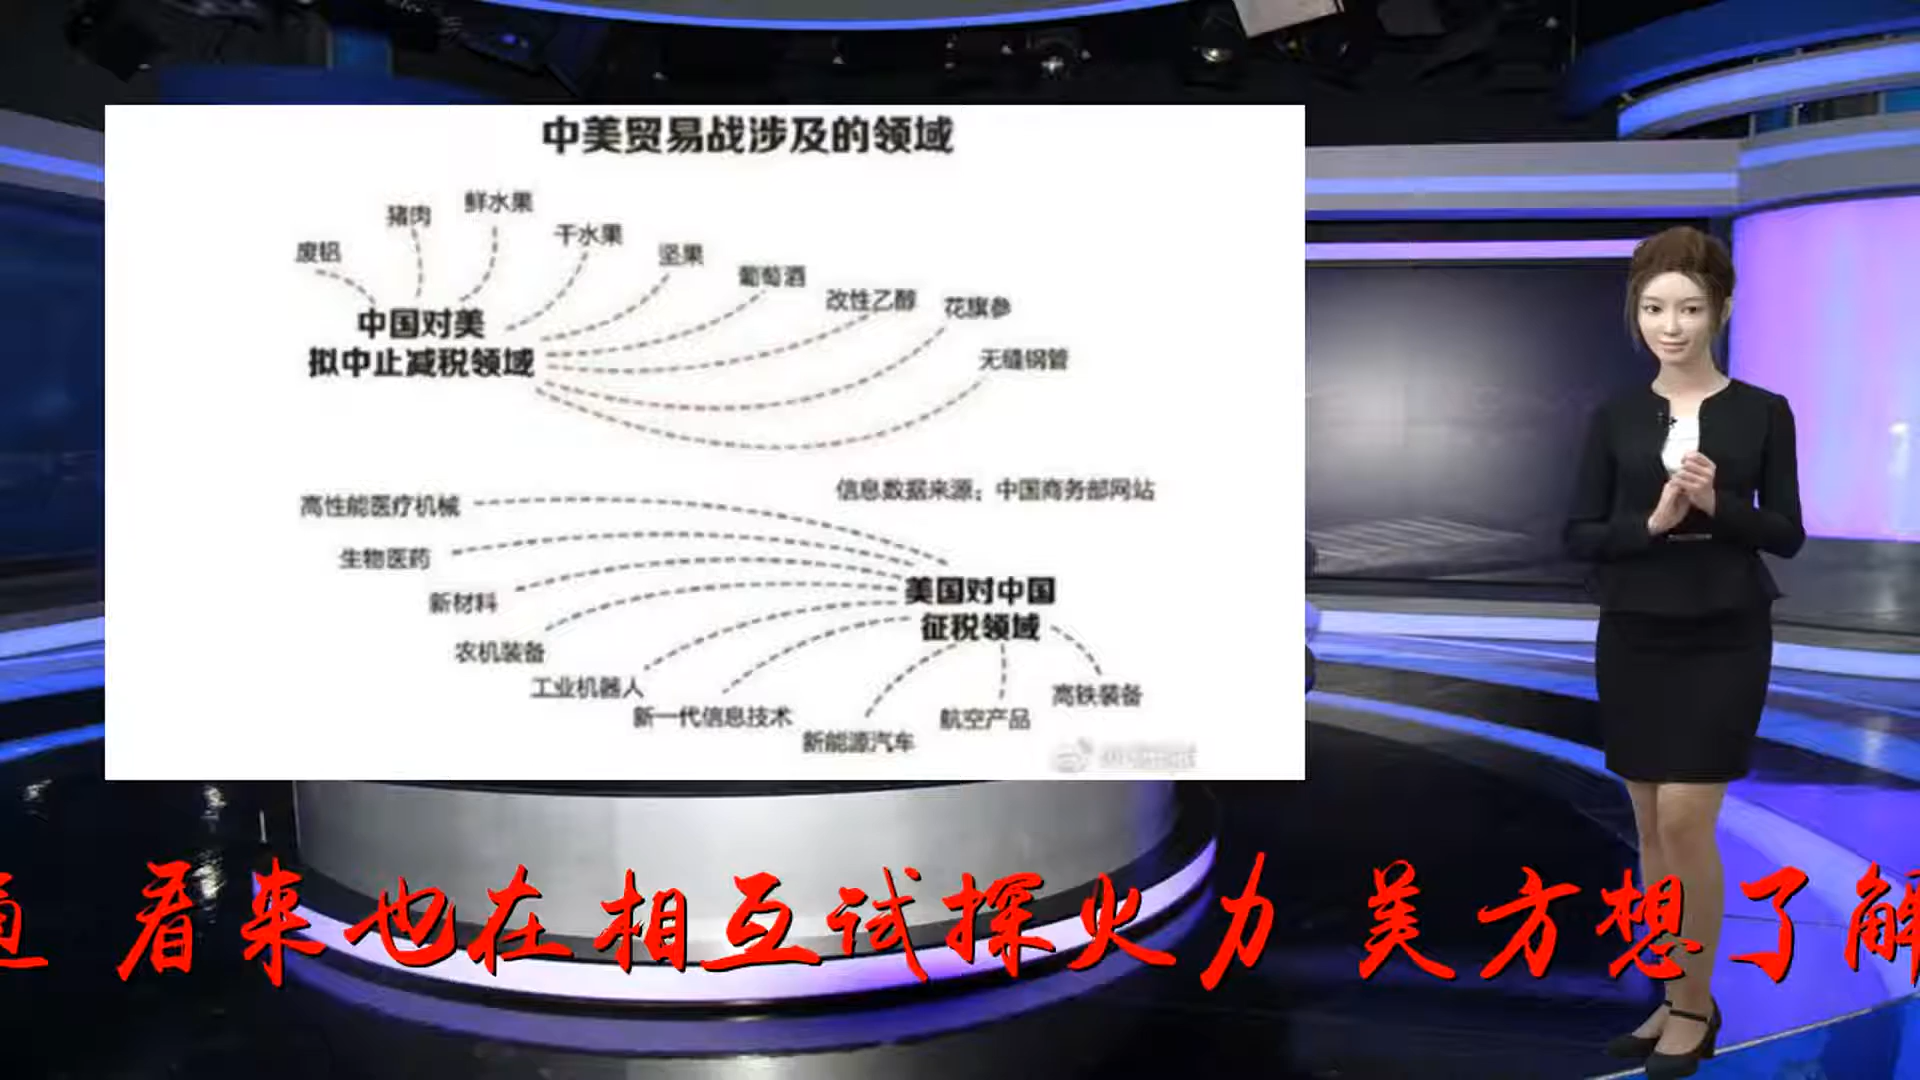 中美贸易战涉及的领域
废铝
猪肉
鲜水果
干水果
坚果
葡萄酒
改性乙醇
花旗参
无缝钢管
中国对美
拟中止减税领域
信息数据来源：中国商务部网站
高性能医疗机械
生物医药
新材料
农机装备
工业机器人
新一代信息技术
新能源汽车
航空产品
高铁装备
美国对中国
征税领域
看来也在相互试探火力 美方想了解